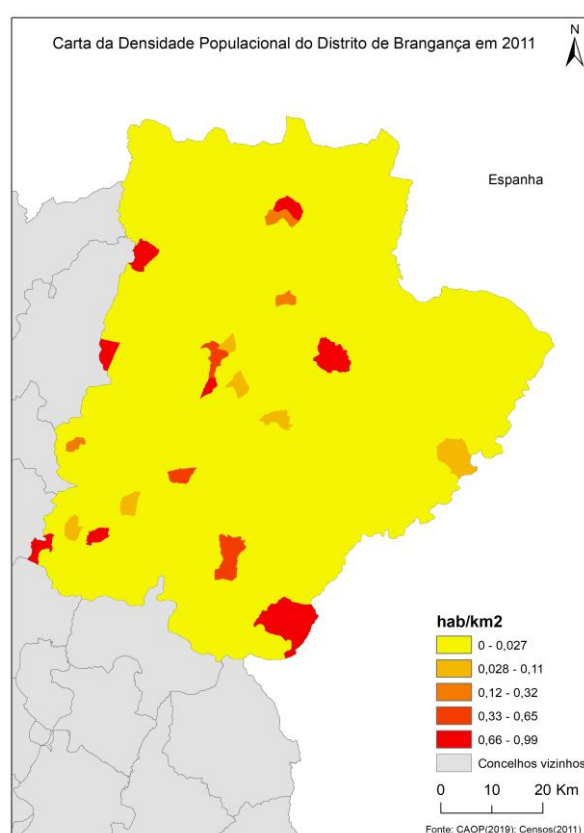 Carta da Densidade Populacional do Distrito de Brangança em 2011
N
Espanha
hab/km2
0 - 0,027
0,028 - 0,11
0,12 - 0,32
0,33 - 0,65
0,66 - 0,99
Concelhos vizinhos
0 10 20 Km
Fonte: CAOP(2019); Censos(2011)